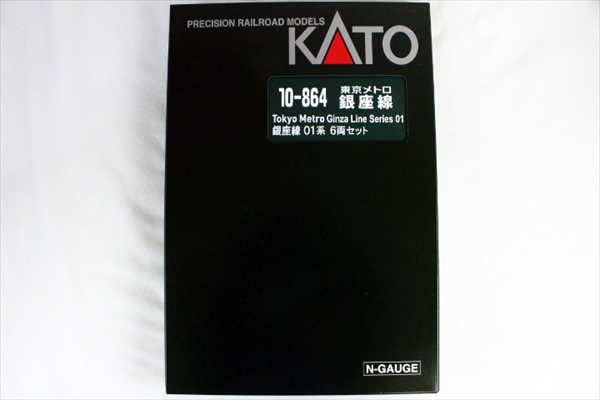 PRECISION RAILROAD MODELS
KATO
10-864
東京メトロ
銀座線
Tokyo Metro Ginza Line Series 01
銀座線 01系 6両セット
N-GAUGE